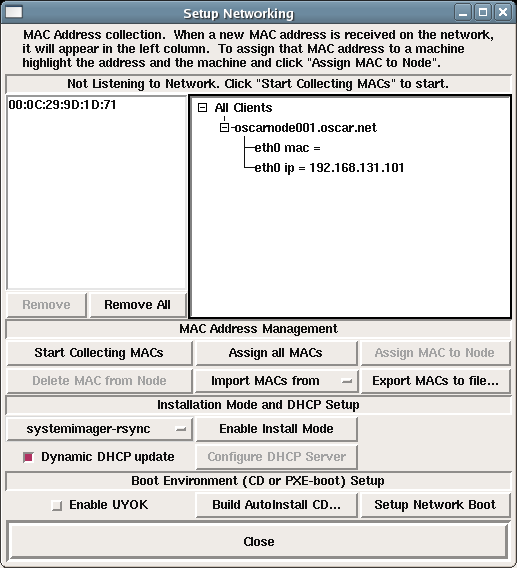 Setup Networking
MAC Address collection.  When a new MAC address is received on the network,
it will appear in the left column.  To assign that MAC address to a machine
highlight the address and the machine and click "Assign MAC to Node".
Not Listening to Network. Click "Start Collecting MACs" to start.
00:0C:29:9D:1D:71
All Clients
oscarnode001.oscar.net
eth0 mac =
eth0 ip = 192.168.131.101
Remove
Remove All
MAC Address Management
Start Collecting MACs
Assign all MACs
Assign MAC to Node
Delete MAC from Node
Import MACs from
Export MACs to file...
Installation Mode and DHCP Setup
systemimager-rsync
Enable Install Mode
Dynamic DHCP update
Configure DHCP Server
Boot Environment (CD or PXE-boot) Setup
Enable UYOK
Build AutoInstall CD...
Setup Network Boot
Close